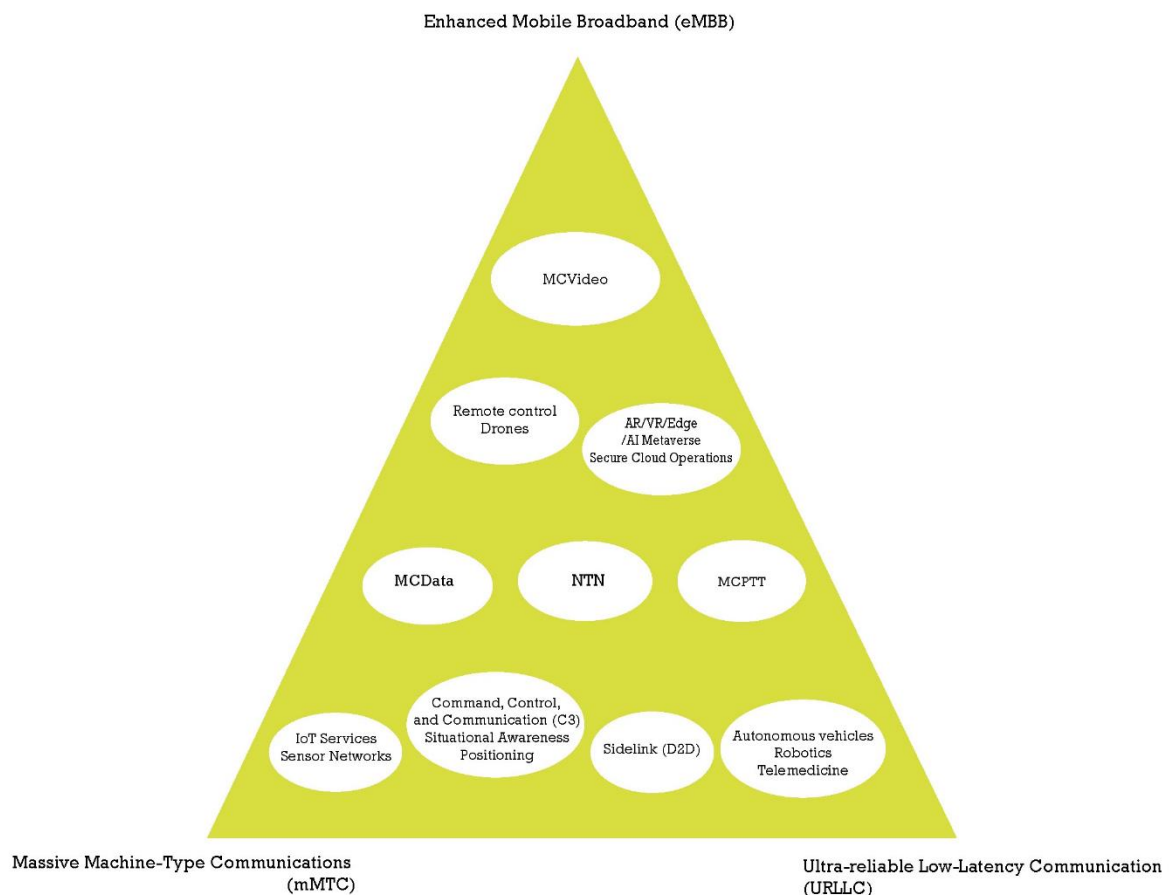 Enhanced Mobile Broadband (eMBB)
MCVideo
Remote control
Drones
AR/VR/Edge
/AI Metaverse
Secure Cloud Operations
MCData
NTN
MCPTT
IoT Services
Sensor Networks
Command, Control,
and Communication (C3)
Situational Awareness
Positioning
Sidelink (D2D)
Autonomous vehicles
Robotics
Telemedicine
Massive Machine-Type Communications
(mMTC)
Ultra-reliable Low-Latency Communication
(URLLC)